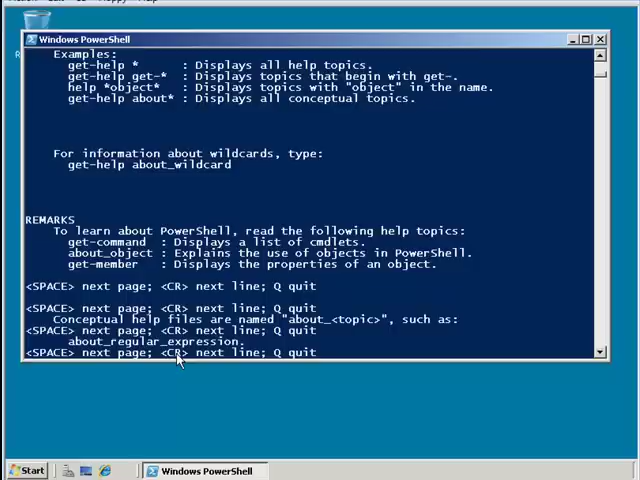 Windows PowerShell
Examples:
get-help * : Displays all help topics.
get-help get-* : Displays topics that begin with get-.
help *object* : Displays topics with "object" in the name.
get-help about* : Displays all conceptual topics.
For information about wildcards, type:
get-help about_wildcard
REMARKS
To learn about PowerShell, read the following help topics:
get-command : Displays a list of cmdlets.
about_object : Explains the use of objects in PowerShell.
get-member : Displays the properties of an object.
<SPACE> next page; <CR> next line; Q quit
<SPACE> next page; <CR> next line; Q quit
Conceptual help files are named "about_<topic>", such as:
<SPACE> next page; <CR> next line; Q quit
about_regular_expression.
<SPACE> next page; <CR> next line; Q quit
Start
Windows PowerShell